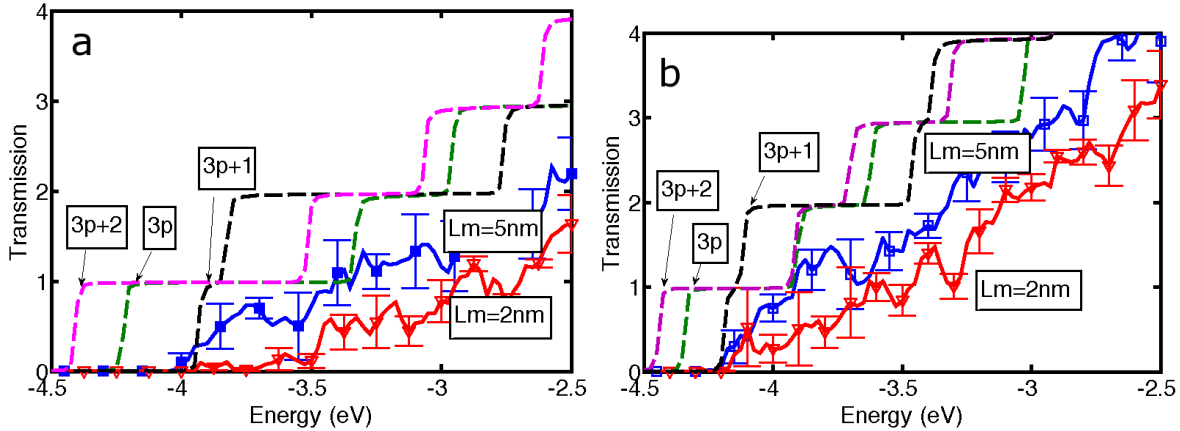 a
4
3
2
1
0
Transmission
3p+2
3p
3p+1
Lm=5nm
Lm=2nm
-4.5
-4
-3.5
-3
-2.5
Energy (eV)
b
4
3
2
1
0
Transmission
3p+2
3p
3p+1
Lm=5nm
Lm=2nm
-4.5
-4
-3.5
-3
-2.5
Energy (eV)